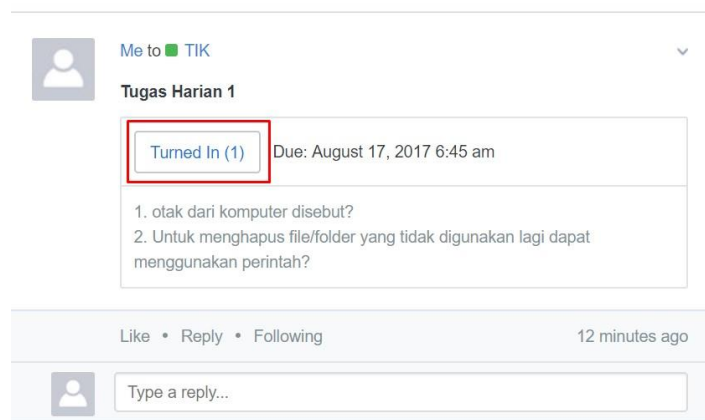 Me to TIK
Tugas Harian 1
Turned In (1) Due: August 17, 2017 6:45 am
1. otak dari komputer disebut?
2. Untuk menghapus file/folder yang tidak digunakan lagi dapat
menggunakan perintah?
Like • Reply • Following 12 minutes ago
Type a reply...